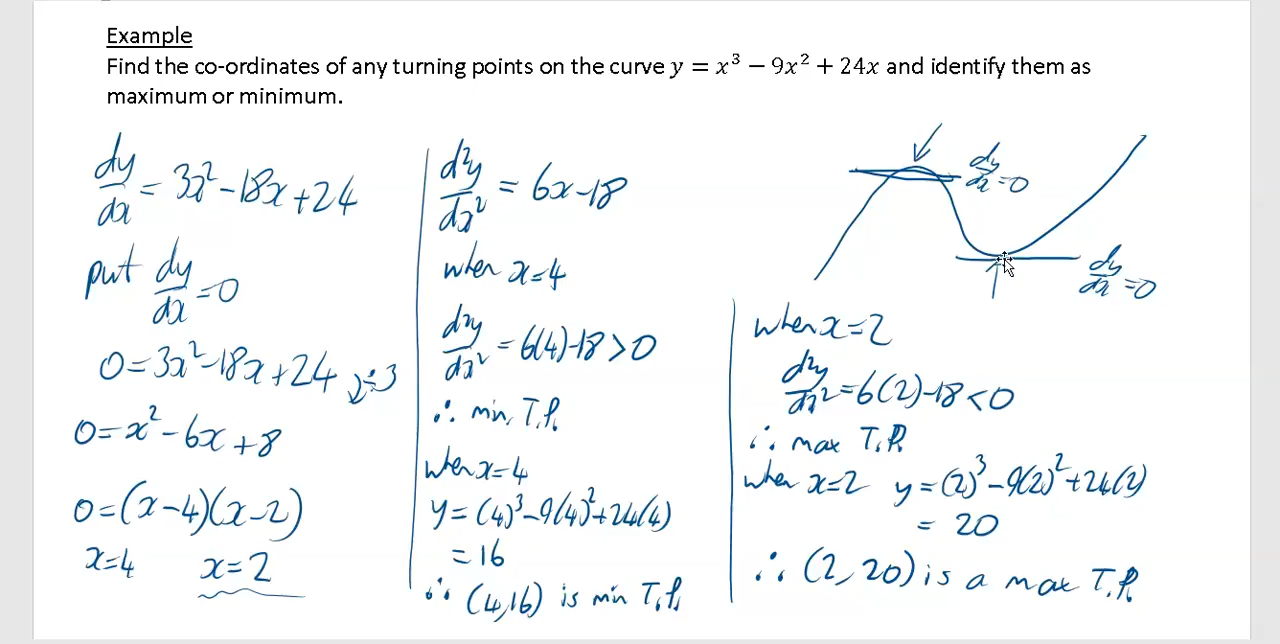 Example
Find the co-ordinates of any turning points on the curve y = x³ − 9x² + 24x and identify them as
maximum or minimum.
dy/dx = 3x² - 18x + 24
put dy/dx = 0
0 = 3x² - 18x + 24 ÷3
0 = x² - 6x + 8
0 = (x - 4)(x - 2)
x = 4 x = 2
d²y/dx² = 6x - 18
when x = 4
d²y/dx² = 6(4) - 18 > 0
∴ min T.P.
when x = 4
y = (4)³ - 9(4)² + 24(4)
= 16
∴ (4,16) is min T.P.
dy/dx = 0
dy/dx = 0
when x = 2
d²y/dx² = 6(2) - 18 < 0
∴ max T.P.
when x = 2 y = (2)³ - 9(2)² + 24(2)
= 20
∴ (2, 20) is a max T.P.